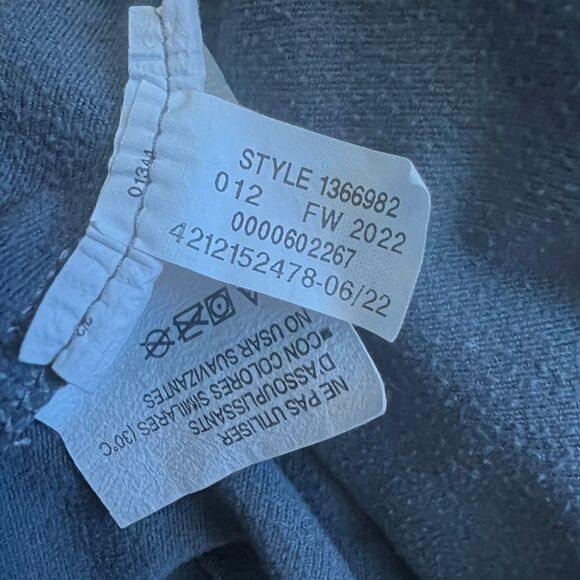 STYLE 1366982
012 FW 2022
0000602267
4212152478-06/22
01344
NE PAS UTILISER
D'ASSOUPLISSANTS
CON COLORES SIMILARES (30°C
NO USAR SUAVIZANTES